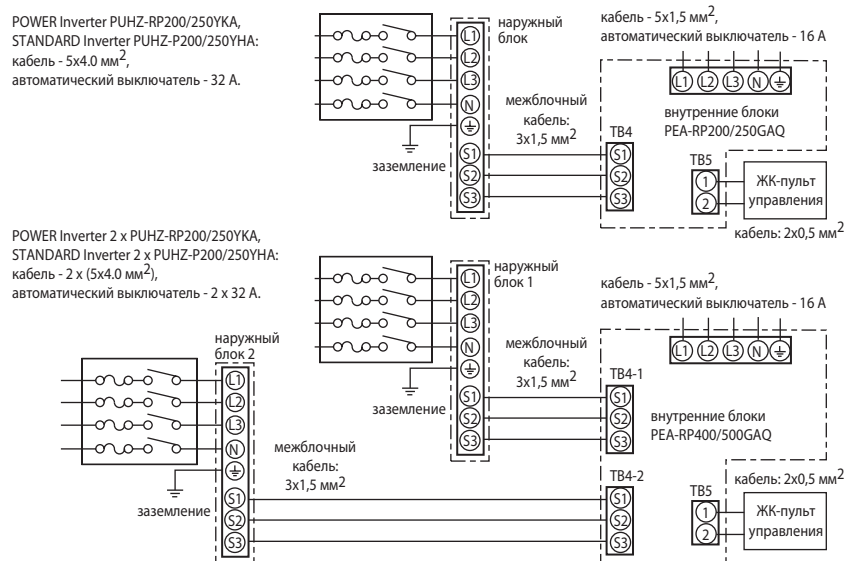 POWER Inverter PUHZ-RP200/250YKA,
STANDARD Inverter PUHZ-P200/250YHA:
кабель - 5x4.0 мм²,
автоматический выключатель - 32 А.
L1
L2
L3
N
S1
S2
S3
наружный
блок
заземление
межблочный
кабель:
3x1,5 мм²
кабель - 5x1,5 мм²,
автоматический выключатель - 16 А
L1 L2 L3 N
внутренние блоки
PEA-RP200/250GAQ
TB4
S1
S2
S3
TB5
1
2
ЖК-пульт
управления
кабель: 2x0,5 мм²
POWER Inverter 2 x PUHZ-RP200/250YKA,
STANDARD Inverter 2 x PUHZ-P200/250YHA:
кабель - 2 x (5x4.0 мм²),
автоматический выключатель - 2 x 32 А.
наружный
блок 1
L1
L2
L3
N
S1
S2
S3
заземление
межблочный
кабель:
3x1,5 мм²
кабель - 5x1,5 мм²,
автоматический выключатель - 16 А
L1 L2 L3 N
TB4-1
S1
S2
S3
внутренние блоки
PEA-RP400/500GAQ
наружный
блок 2
L1
L2
L3
N
S1
S2
S3
заземление
межблочный
кабель:
3x1,5 мм²
TB4-2
S1
S2
S3
TB5
1
2
кабель: 2x0,5 мм²
ЖК-пульт
управления